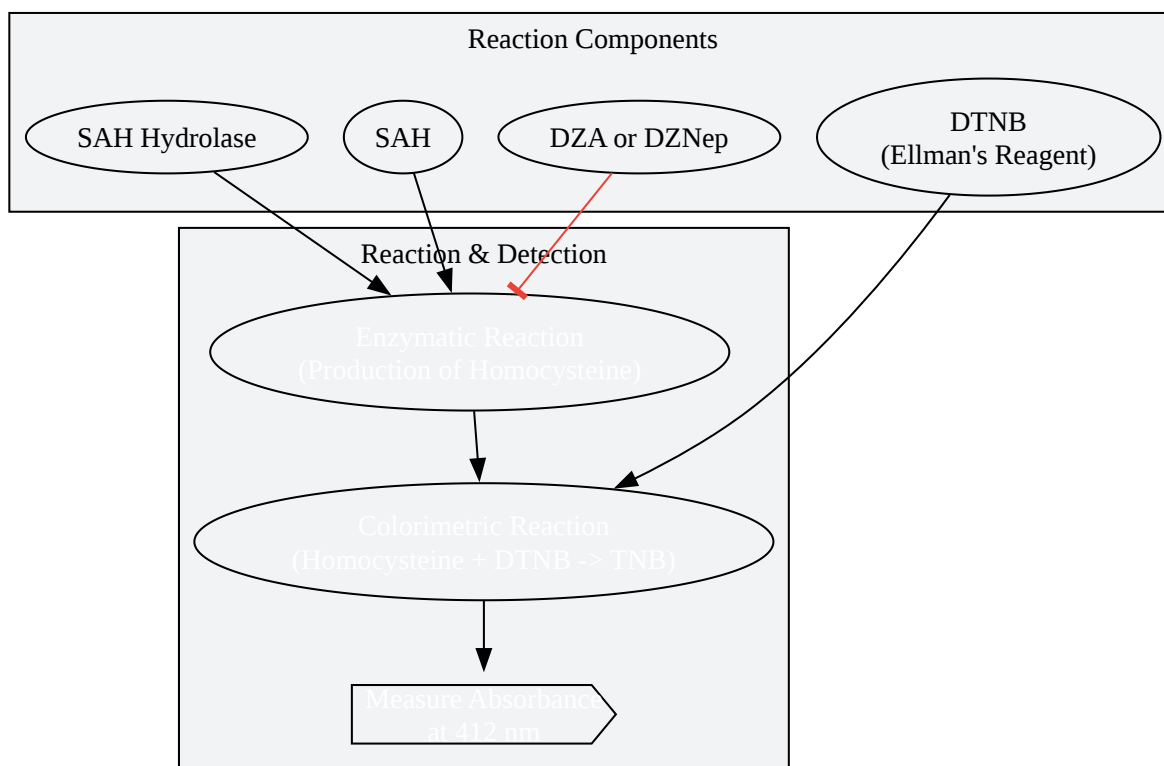 Reaction Components
SAH Hydrolase
SAH
DZA or DZNep
DTNB
(Ellman's Reagent)
Reaction & Detection
Enzymatic Reaction
(Production of Homocysteine)
Colorimetric Reaction
(Homocysteine + DTNB -> TNB)
Measure Absorbance
at 412 nm